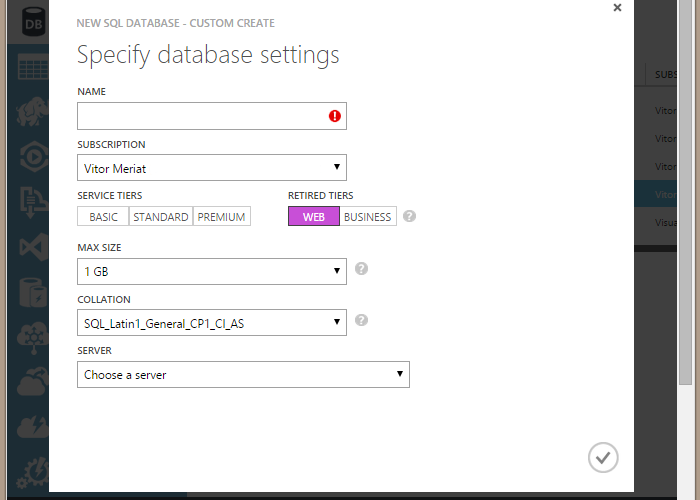 DB
NEW SQL DATABASE - CUSTOM CREATE
Specify database settings
NAME
SUBSCRIPTION
Vitor Meriat
SERVICE TIERS
RETIRED TIERS
BASIC STANDARD PREMIUM
WEB BUSINESS ?
MAX SIZE
1 GB ?
COLLATION
SQL_Latin1_General_CP1_CI_AS ?
SERVER
Choose a server
SUBS
Vitor
Vitor
Vitor
Vitor
Visua